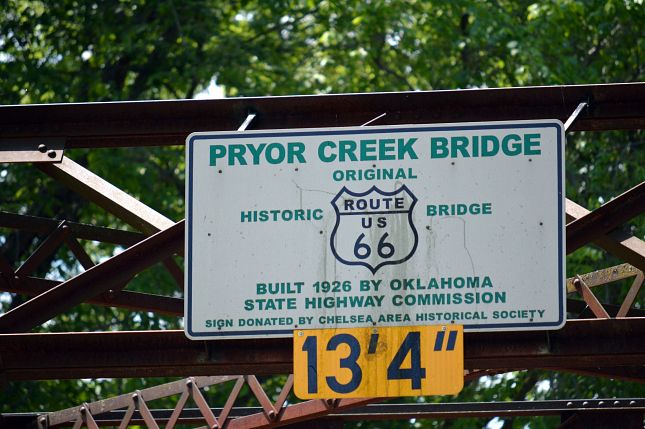 PRYOR CREEK BRIDGE
ORIGINAL
HISTORIC ROUTE US 66 BRIDGE
BUILT 1926 BY OKLAHOMA
STATE HIGHWAY COMMISSION
SIGN DONATED BY CHELSEA AREA HISTORICAL SOCIETY
13'4"